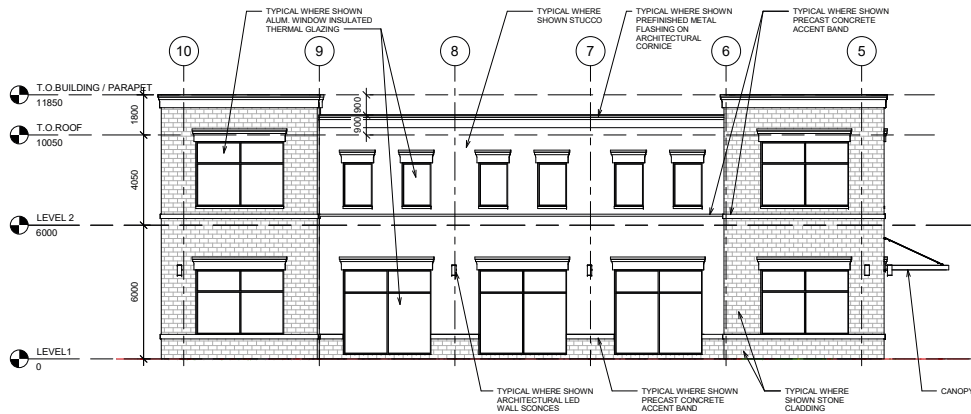 TYPICAL WHERE SHOWN
ALUM. WINDOW INSULATED
THERMAL GLAZING
TYPICAL WHERE
SHOWN STUCCO
TYPICAL WHERE SHOWN
PREFINISHED METAL
FLASHING ON
ARCHITECTURAL
CORNICE
TYPICAL WHERE SHOWN
PRECAST CONCRETE
ACCENT BAND
10
9
8
7
6
5
T.O.BUILDING / PARAPET
11850
T.O.ROOF
10050
LEVEL 2
6000
LEVEL1
0
1800
4050
6000
900
900
TYPICAL WHERE SHOWN
ARCHITECTURAL LED
WALL SCONCES
TYPICAL WHERE SHOWN
PRECAST CONCRETE
ACCENT BAND
TYPICAL WHERE
SHOWN STONE
CLADDING
CANOPY